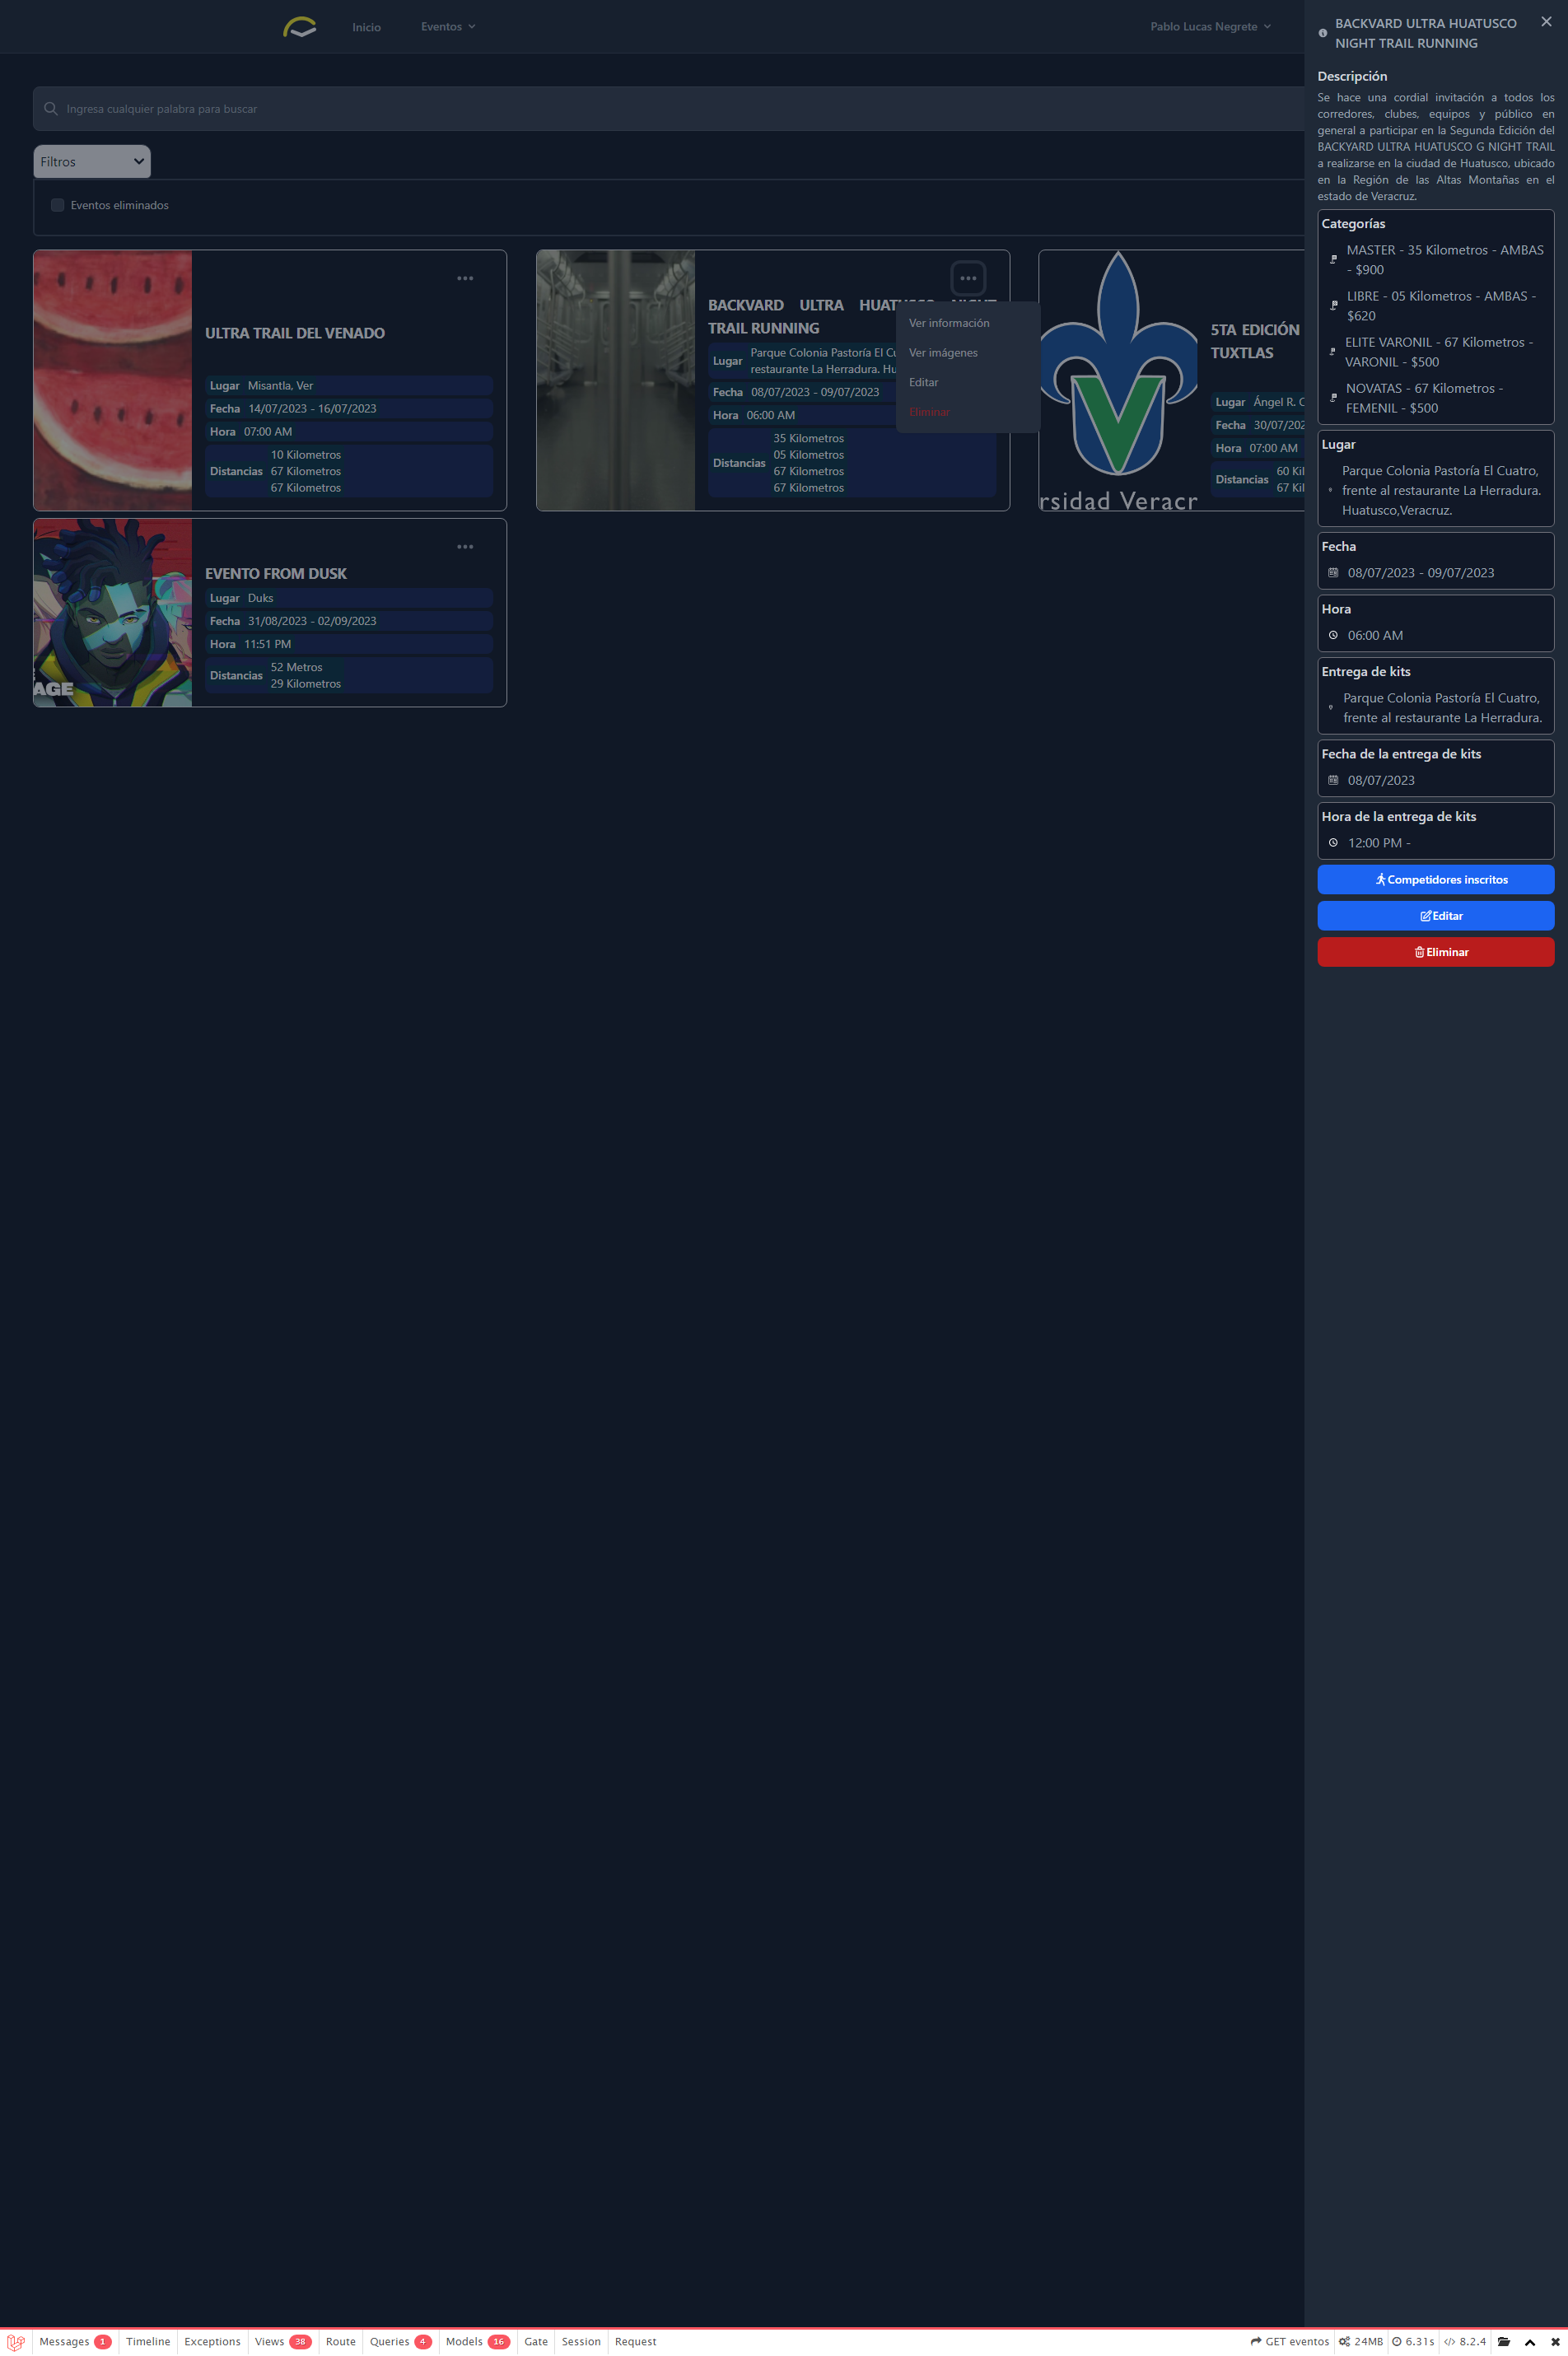 Inicio
Eventos
Pablo Lucas Negrete
Ingresa cualquier palabra para buscar
Filtros
Eventos eliminados
ULTRA TRAIL DEL VENADO
Lugar Misantla, Ver
Fecha 14/07/2023 - 16/07/2023
Hora 07:00 AM
Distancias
10 Kilometros
67 Kilometros
67 Kilometros
BACKVARD ULTRA NIGHT
TRAIL RUNNING
Lugar Parque Colonia Pastoría El
restaurante La Herradura.
Fecha 08/07/2023 - 09/07/2023
Hora 06:00 AM
Distancias
35 Kilometros
05 Kilometros
67 Kilometros
67 Kilometros
Ver información
Ver imágenes
Editar
Eliminar
rsidad Veracr
5TA EDICIÓN
TUXTLAS
Lugar Ángel R.
Fecha 30/07/202
Hora 07:00 AM
Distancias
60 Kil
67 Kil
AGE
EVENTO FROM DUSK
Lugar Duks
Fecha 31/08/2023 - 02/09/2023
Hora 11:51 PM
Distancias
52 Metros
29 Kilometros
BACKVARD ULTRA HUATUSCO
NIGHT TRAIL RUNNING
Descripción
Se hace una cordial invitación a todos los
corredores, clubes, equipos y público en
general a participar en la Segunda Edición del
BACKYARD ULTRA HUATUSCO G NIGHT TRAIL
a realizarse en la ciudad de Huatusco, ubicado
en la Región de las Altas Montañas en el
estado de Veracruz.
Categorías
MASTER - 35 Kilometros - AMBAS
- $900
LIBRE - 05 Kilometros - AMBAS -
$620
ELITE VARONIL - 67 Kilometros -
VARONIL - $500
NOVATAS - 67 Kilometros -
FEMENIL - $500
Lugar
Parque Colonia Pastoría El Cuatro,
frente al restaurante La Herradura.
Huatusco,Veracruz.
Fecha
08/07/2023 - 09/07/2023
Hora
06:00 AM
Entrega de kits
Parque Colonia Pastoría El Cuatro,
frente al restaurante La Herradura.
Fecha de la entrega de kits
08/07/2023
Hora de la entrega de kits
12:00 PM -
Competidores inscritos
Editar
Eliminar
Messages 1 Timeline Exceptions Views 38 Route Queries 4 Models 16 Gate Session Request GET eventos 24MB 6.31s 8.2.4